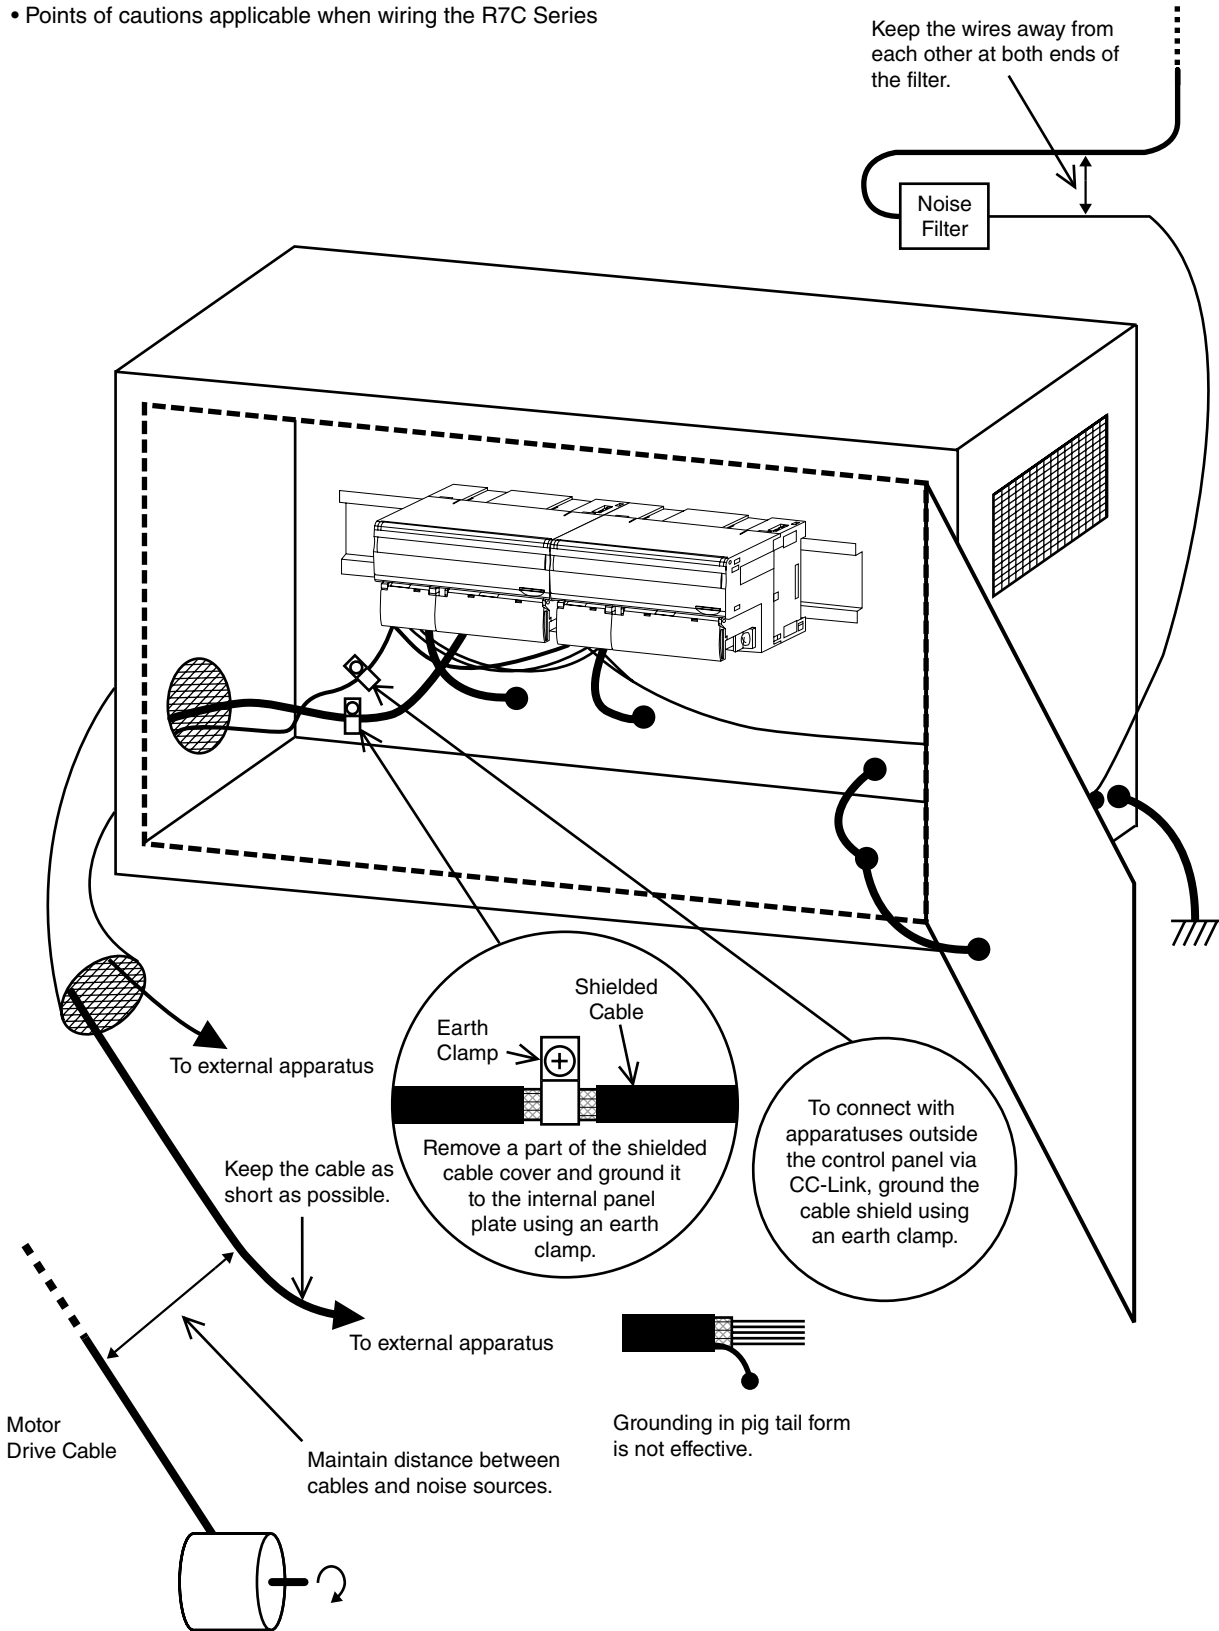 • Points of cautions applicable when wiring the R7C Series
Keep the wires away from
each other at both ends of
the filter.
Noise
Filter
Shielded
Cable
Earth
Clamp
To external apparatus
Remove a part of the shielded
cable cover and ground it
to the internal panel
plate using an earth
clamp.
To connect with
apparatuses outside
the control panel via
CC-Link, ground the
cable shield using
an earth clamp.
Keep the cable as
short as possible.
To external apparatus
Motor
Drive Cable
Maintain distance between
cables and noise sources.
Grounding in pig tail form
is not effective.